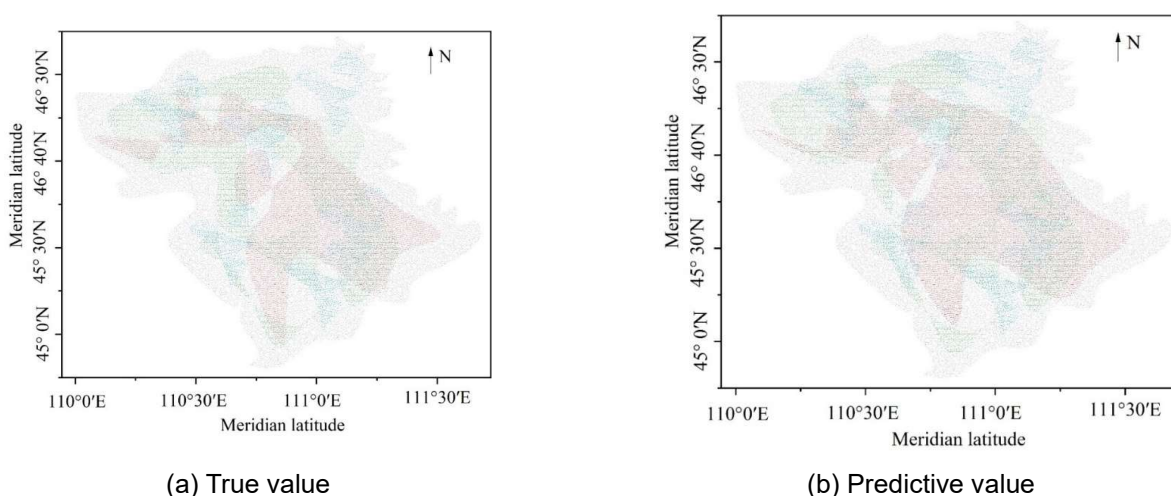 N
46° 30′N
46° 40′N
45° 30′N
45° 0′N
Meridian latitude
110°0′E
110°30′E
111°0′E
111°30′E
Meridian latitude
(a) True value
N
46° 30′N
46° 40′N
45° 30′N
45° 0′N
Meridian latitude
110°0′E
110°30′E
111°0′E
111°30′E
Meridian latitude
(b) Predictive value